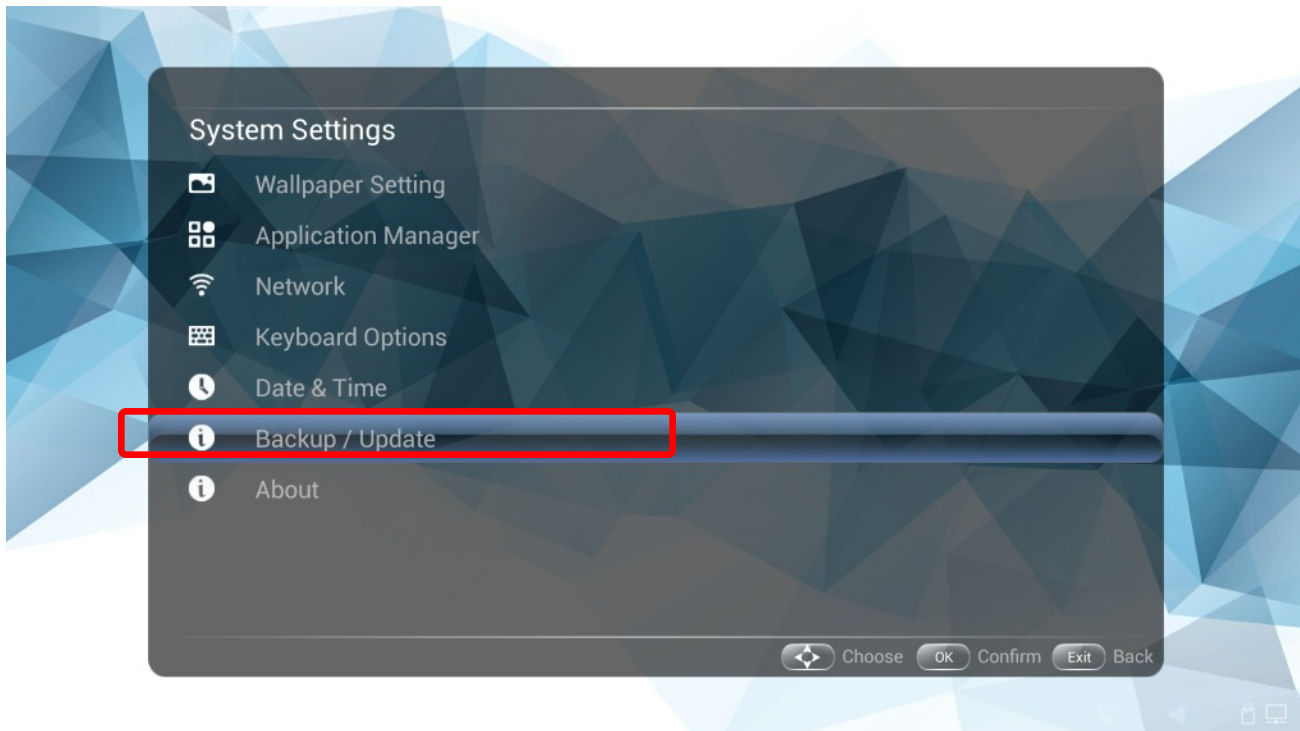 System Settings
Wallpaper Setting
Application Manager
Network
Keyboard Options
Date & Time
Backup / Update
About
Choose OK Confirm Exit Back